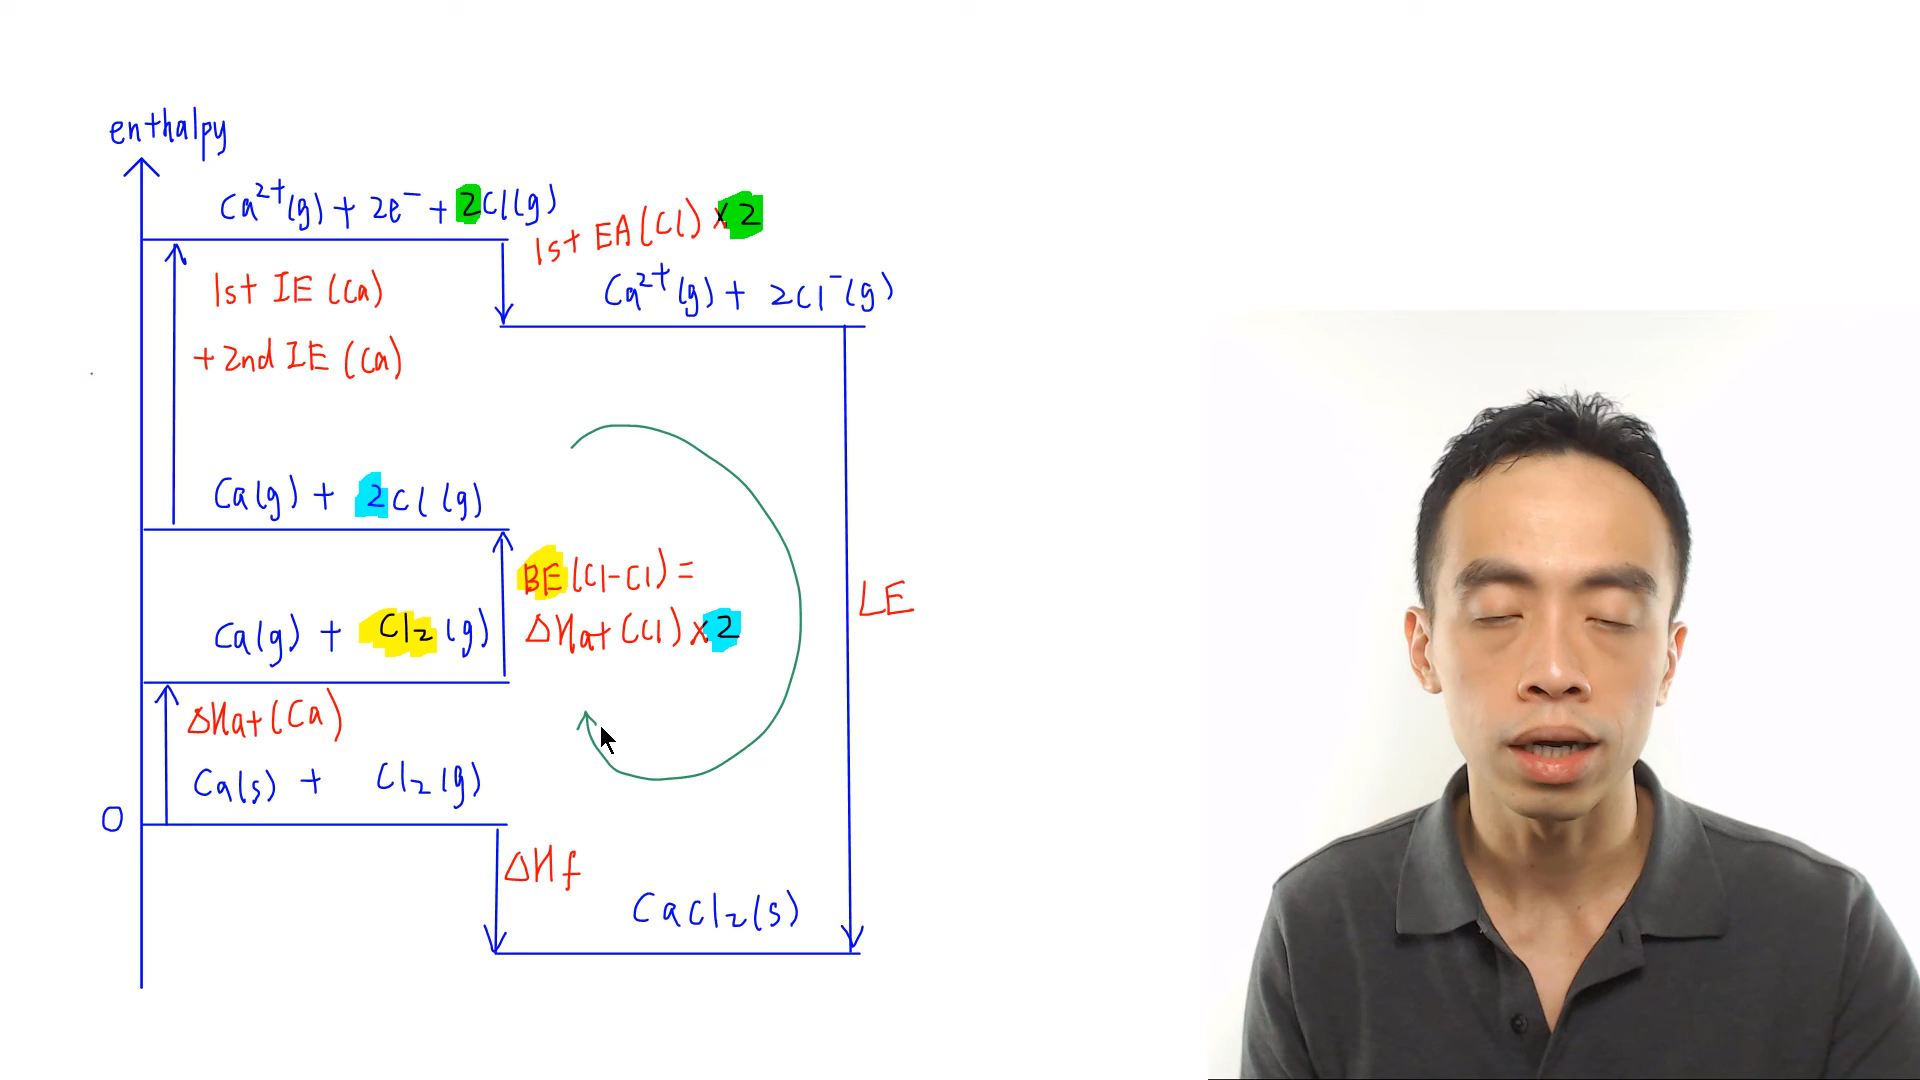 enthalpy
Ca²⁺(g) + 2e⁻ + 2Cl(g)
1st EA(Cl) x 2
1st IE (Ca)
+ 2nd IE (Ca)
Ca²⁺(g) + 2Cl⁻(g)
Ca(g) + 2Cl(g)
BE(Cl-Cl) =
ΔHat(Cl) x 2
LE
Ca(g) + Cl₂(g)
ΔHat(Ca)
Ca(s) + Cl₂(g)
0
ΔHf
CaCl₂(s)